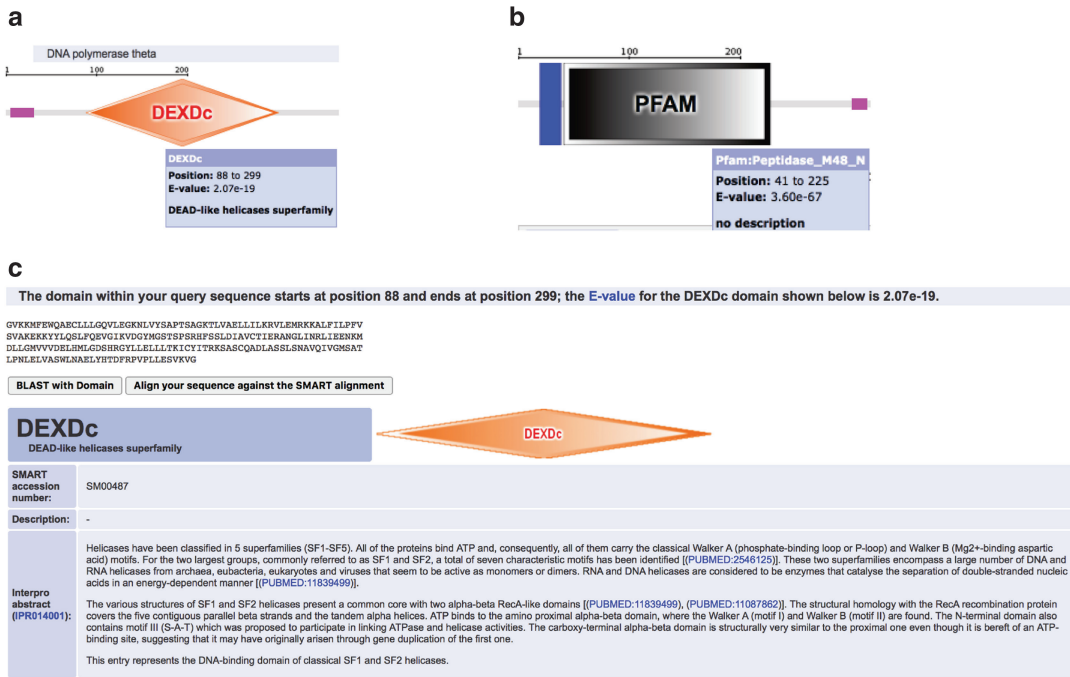 a
DNA polymerase theta
1 100 200
DEXDc
DEXDc
Position: 88 to 299
E-value: 2.07e-19
DEAD-like helicases superfamily
b
1 100 200
PFAM
Pfam:Peptidase_M48_N
Position: 41 to 225
E-value: 3.60e-67
no description
c
The domain within your query sequence starts at position 88 and ends at position 299; the E-value for the DEXDc domain shown below is 2.07e-19.
GVKKMFEWQAECLLLGQVLEGKNLVYSAPTSAGKTLVAELLILKRVLEMRKKALFILPFV
SVAKEKKYYLQSLFQEVGIKVDGYMGSTSPSRHFSSLDIAVCTIERANGLINRLIEENKM
DLLGMVVVDELHMLGDSHRGYLLELLLTKICYITRKSASCQADLASSLSNAVQIVGMSAT
LPNLELVASWLNAELYHTDFRPVPLLESVKVG
BLAST with Domain Align your sequence against the SMART alignment
DEXDc
DEAD-like helicases superfamily
DEXDc
SMART
accession
number:
SM00487
Description: -
Interpro
abstract
(IPR014001):
Helicases have been classified in 5 superfamilies (SF1-SF5). All of the proteins bind ATP and, consequently, all of them carry the classical Walker A (phosphate-binding loop or P-loop) and Walker B (Mg2+-binding aspartic
acid) motifs. For the two largest groups, commonly referred to as SF1 and SF2, a total of seven characteristic motifs has been identified [(PUBMED:2546125)]. These two superfamilies encompass a large number of DNA and
RNA helicases from archaea, eubacteria, eukaryotes and viruses that seem to be active as monomers or dimers. RNA and DNA helicases are considered to be enzymes that catalyse the separation of double-stranded nucleic
acids in an energy-dependent manner [(PUBMED:11839499)].
The various structures of SF1 and SF2 helicases present a common core with two alpha-beta RecA-like domains [(PUBMED:11839499), (PUBMED:11087862)]. The structural homology with the RecA recombination protein
covers the five contiguous parallel beta strands and the tandem alpha helices. ATP binds to the amino proximal alpha-beta domain, where the Walker A (motif I) and Walker B (motif II) are found. The N-terminal domain also
contains motif III (S-A-T) which was proposed to participate in linking ATPase and helicase activities. The carboxy-terminal alpha-beta domain is structurally very similar to the proximal one even though it is bereft of an ATP-
binding site, suggesting that it may have originally arisen through gene duplication of the first one.
This entry represents the DNA-binding domain of classical SF1 and SF2 helicases.